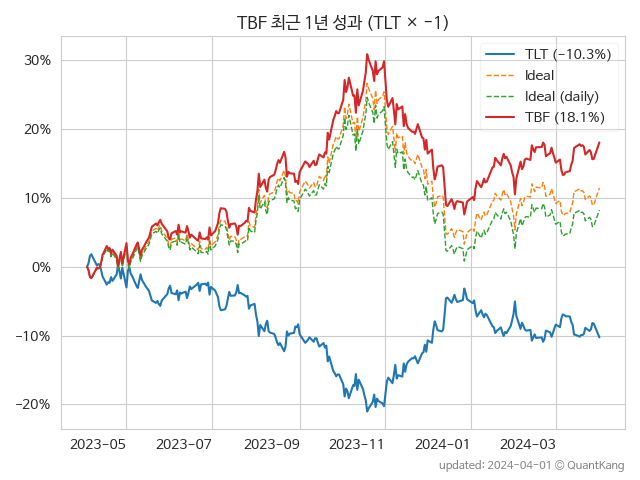 TBF 최근 1년 성과 (TLT × −1)
30%
20%
10%
0%
−10%
−20%
TLT (−10.3%)
Ideal
Ideal (daily)
TBF (18.1%)
2023-05 2023-07 2023-09 2023-11 2024-01 2024-03
updated: 2024-04-01 © QuantKang